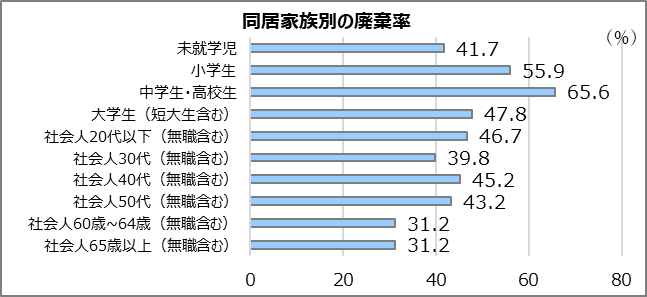 同居家族別の廃棄率
（%）
未就学児 41.7
小学生 55.9
中学生・高校生 65.6
大学生（短大生含む） 47.8
社会人20代以下（無職含む） 46.7
社会人30代（無職含む） 39.8
社会人40代（無職含む） 45.2
社会人50代（無職含む） 43.2
社会人60歳~64歳（無職含む） 31.2
社会人65歳以上（無職含む） 31.2
0 20 40 60 80